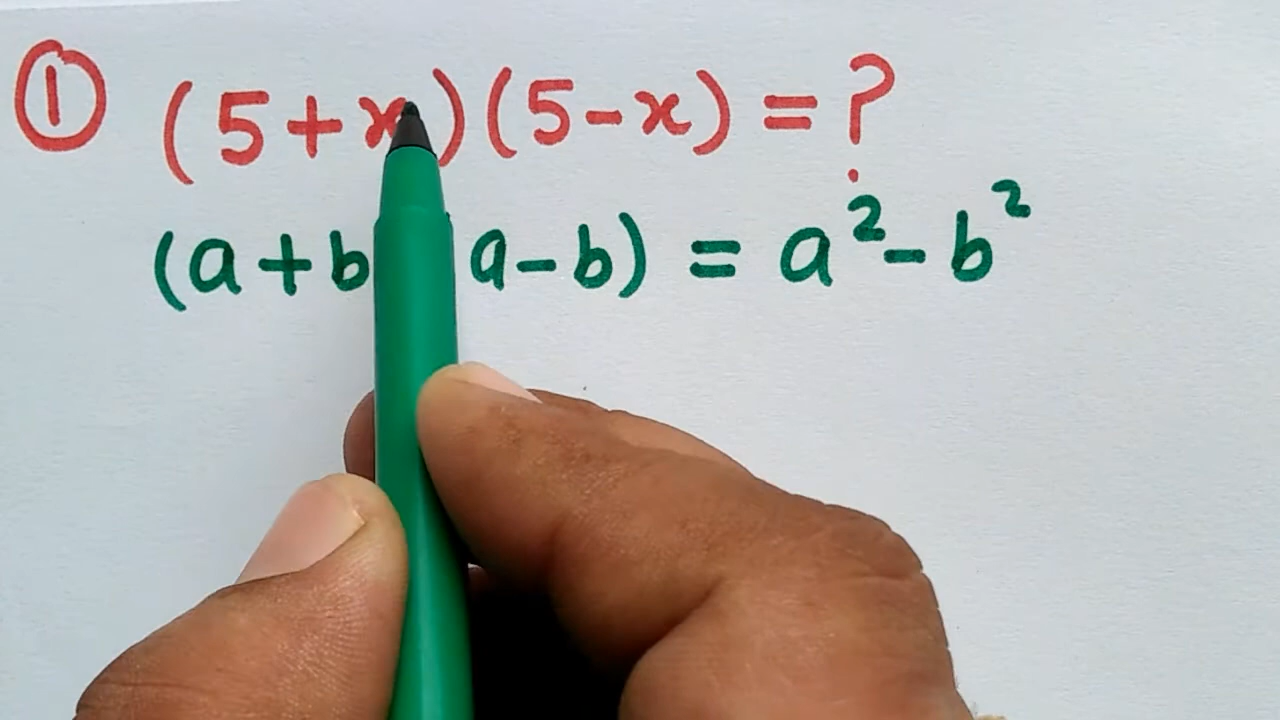 ① (5+x)(5-x) = ?
(a+b a-b) = a²-b²